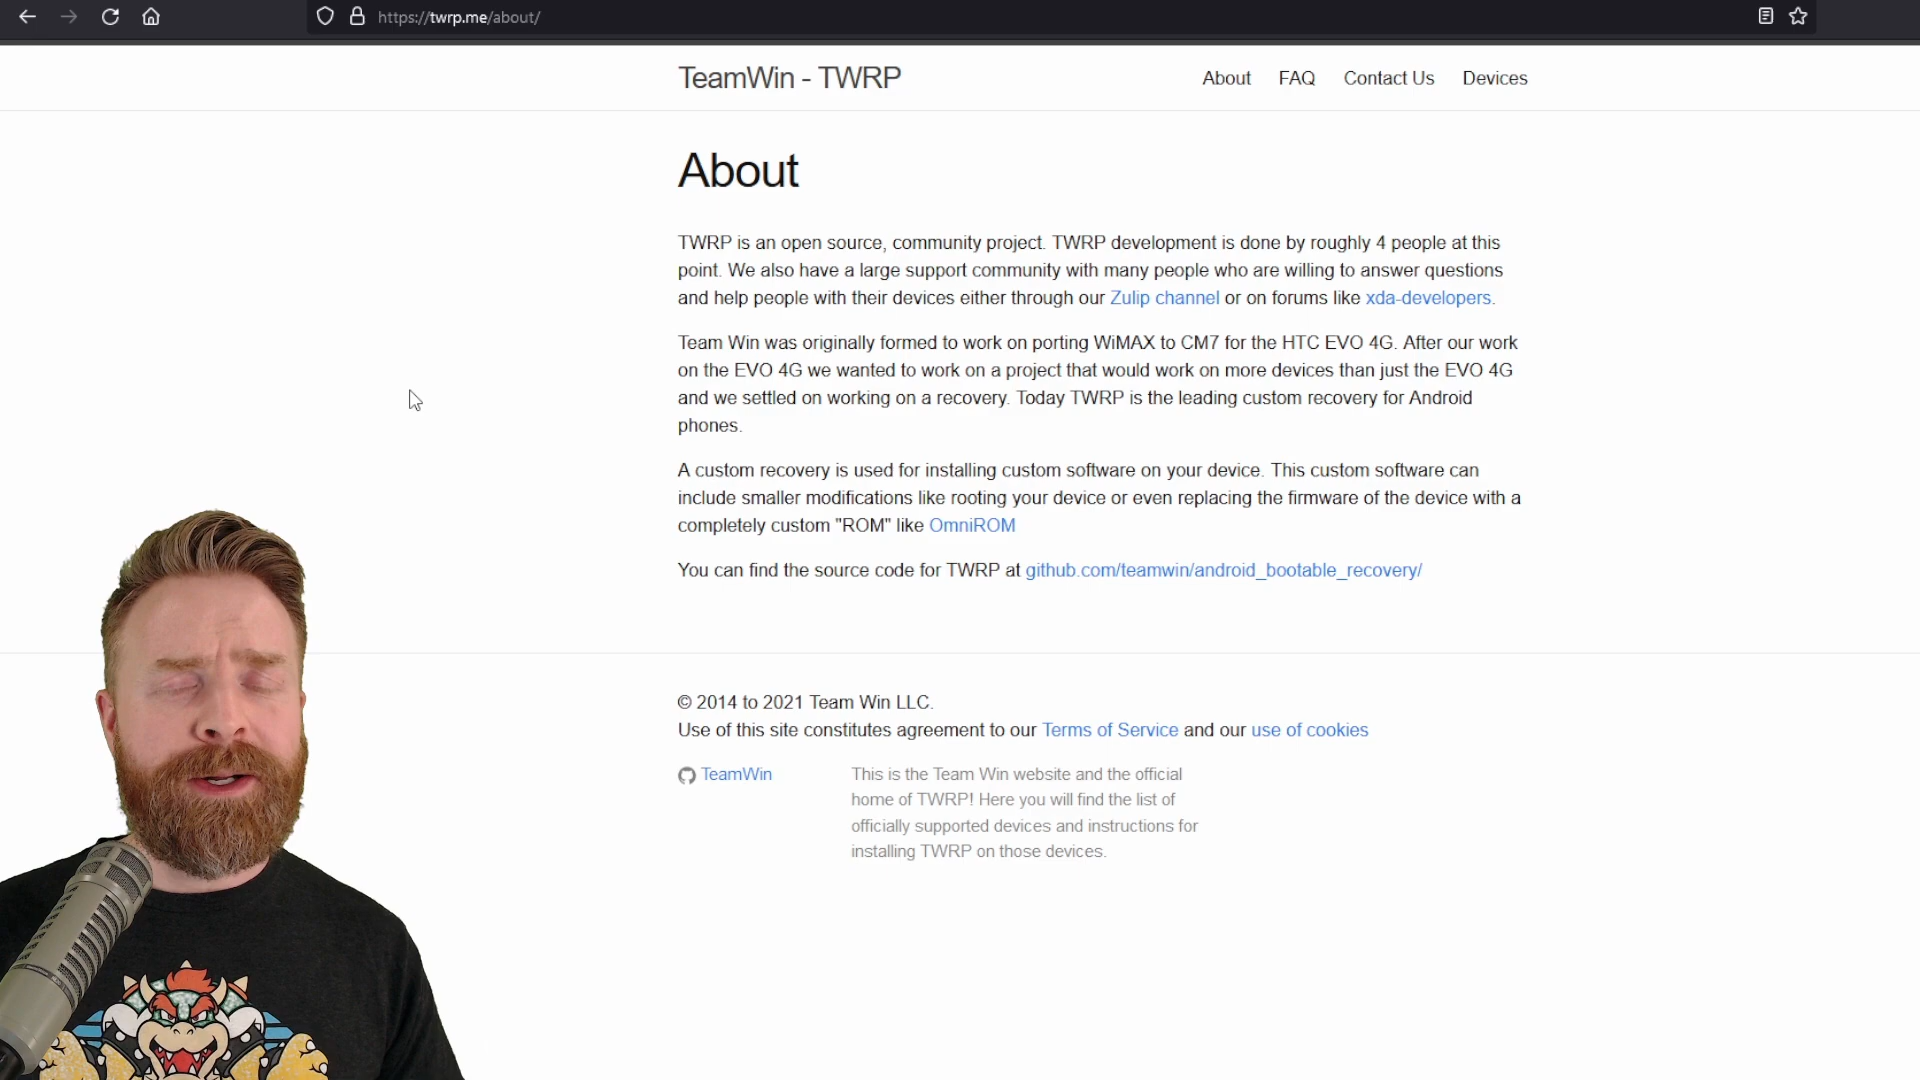 https://twrp.me/about/
TeamWin - TWRP
About FAQ Contact Us Devices
About
TWRP is an open source, community project. TWRP development is done by roughly 4 people at this
point. We also have a large support community with many people who are willing to answer questions
and help people with their devices either through our Zulip channel or on forums like xda-developers.
Team Win was originally formed to work on porting WiMAX to CM7 for the HTC EVO 4G. After our work
on the EVO 4G we wanted to work on a project that would work on more devices than just the EVO 4G
and we settled on working on a recovery. Today TWRP is the leading custom recovery for Android
phones.
A custom recovery is used for installing custom software on your device. This custom software can
include smaller modifications like rooting your device or even replacing the firmware of the device with a
completely custom "ROM" like OmniROM
You can find the source code for TWRP at github.com/teamwin/android_bootable_recovery/
© 2014 to 2021 Team Win LLC.
Use of this site constitutes agreement to our Terms of Service and our use of cookies
TeamWin
This is the Team Win website and the official
home of TWRP! Here you will find the list of
officially supported devices and instructions for
installing TWRP on those devices.